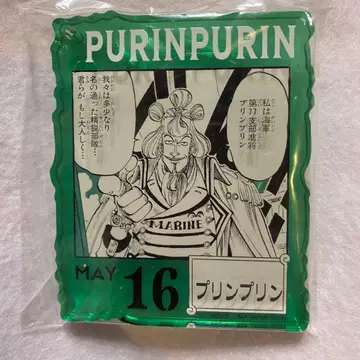 PURINPURIN
私は海軍
第77支部准将
プリンプリン
我々は多少なり
名の通った精鋭部隊…
君らが もし大人しく…
MARINE
MAY
16
プリンプリン